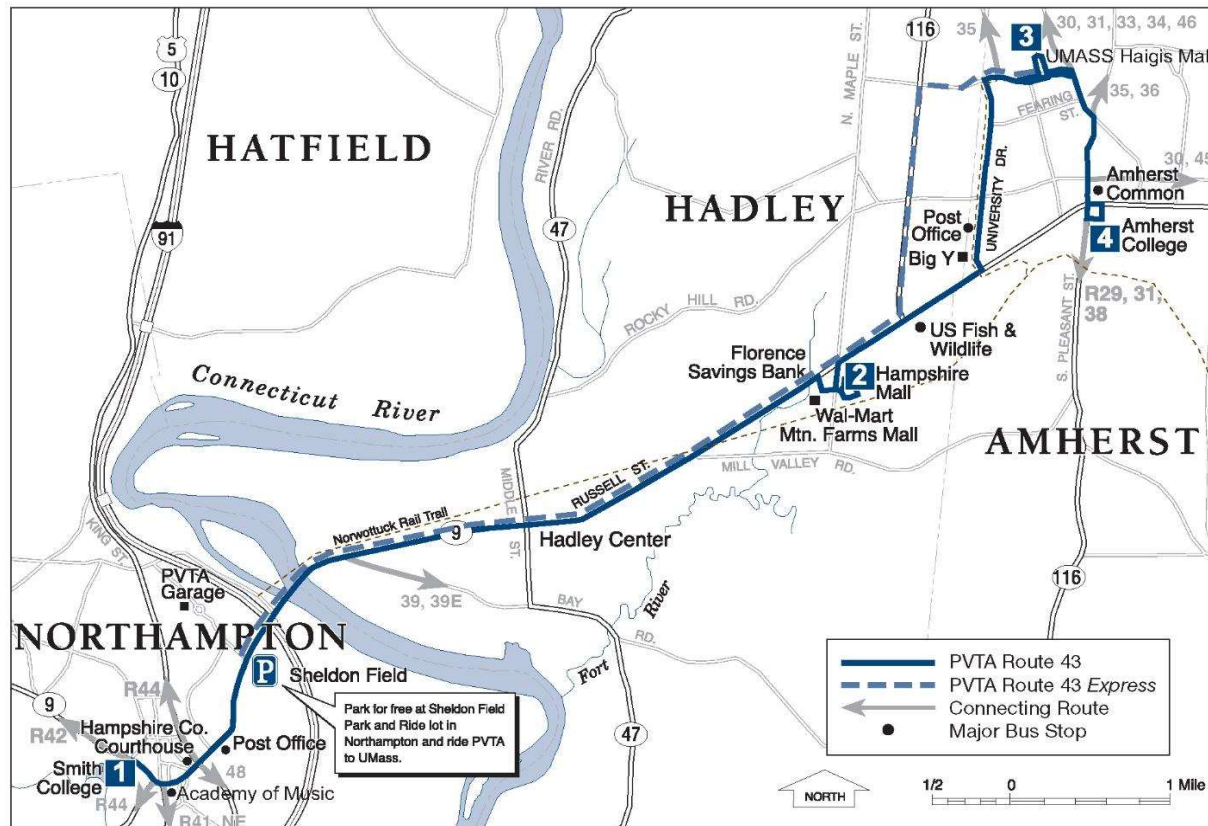 5
10
HATFIELD
91
RIVER RD.
47
N. MAPLE ST.
116
35
30, 31, 33, 34, 46
3
UMASS Haigis Mal
35, 36
FEARING
ST.
30, 45
HADLEY
UNIVERSITY DR.
Amherst
Common
Post
Office
Big Y
4
Amherst
College
R29, 31,
38
S. PLEASANT ST.
ROCKY HILL RD.
US Fish &
Wildlife
Florence
Savings Bank
2
Hampshire
Mall
Wal-Mart
Mtn. Farms Mall
AMHERST
Connecticut River
MILL VALLEY RD.
RUSSELL ST.
MIDDLE ST.
Norwottuck Rail Trail
9
Hadley Center
KING ST.
PVTA
Garage
39, 39E
BAY
RD.
Fort River
116
NORTHAMPTON
P
Sheldon Field
Park for free at Sheldon Field
Park and Ride lot in
Northampton and ride PVTA
to UMass.
47
9
R44
R42
Hampshire Co.
Courthouse
Post Office
48
Smith
College
1
R44
Academy of Music
R41, NE
PVTA Route 43
PVTA Route 43 Express
Connecting Route
Major Bus Stop
NORTH
1/2 0 1 Mile